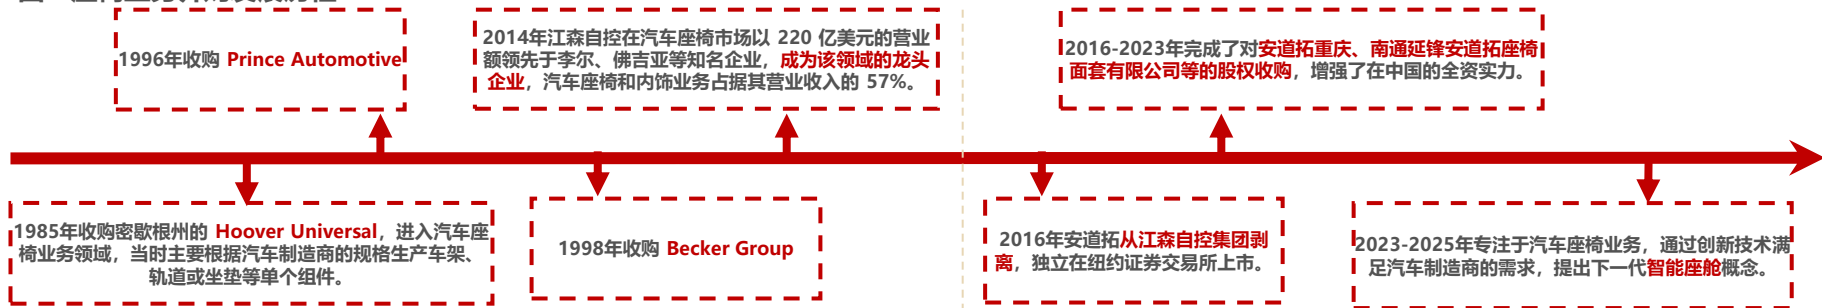 1996年收购 Prince Automotive
2014年江森自控在汽车座椅市场以 220 亿美元的营业
额领先于李尔、佛吉亚等知名企业，成为该领域的龙头
企业，汽车座椅和内饰业务占据其营业收入的 57%。
2016-2023年完成了对安道拓重庆、南通延锋安道拓座椅
面套有限公司等的股权收购，增强了在中国的全资实力。
1985年收购密歇根州的 Hoover Universal，进入汽车座
椅业务领域，当时主要根据汽车制造商的规格生产车架、
轨道或坐垫等单个组件。
1998年收购 Becker Group
2016年安道拓从江森自控集团剥
离，独立在纽约证券交易所上市。
2023-2025年专注于汽车座椅业务，通过创新技术满
足汽车制造商的需求，提出下一代智能座舱概念。